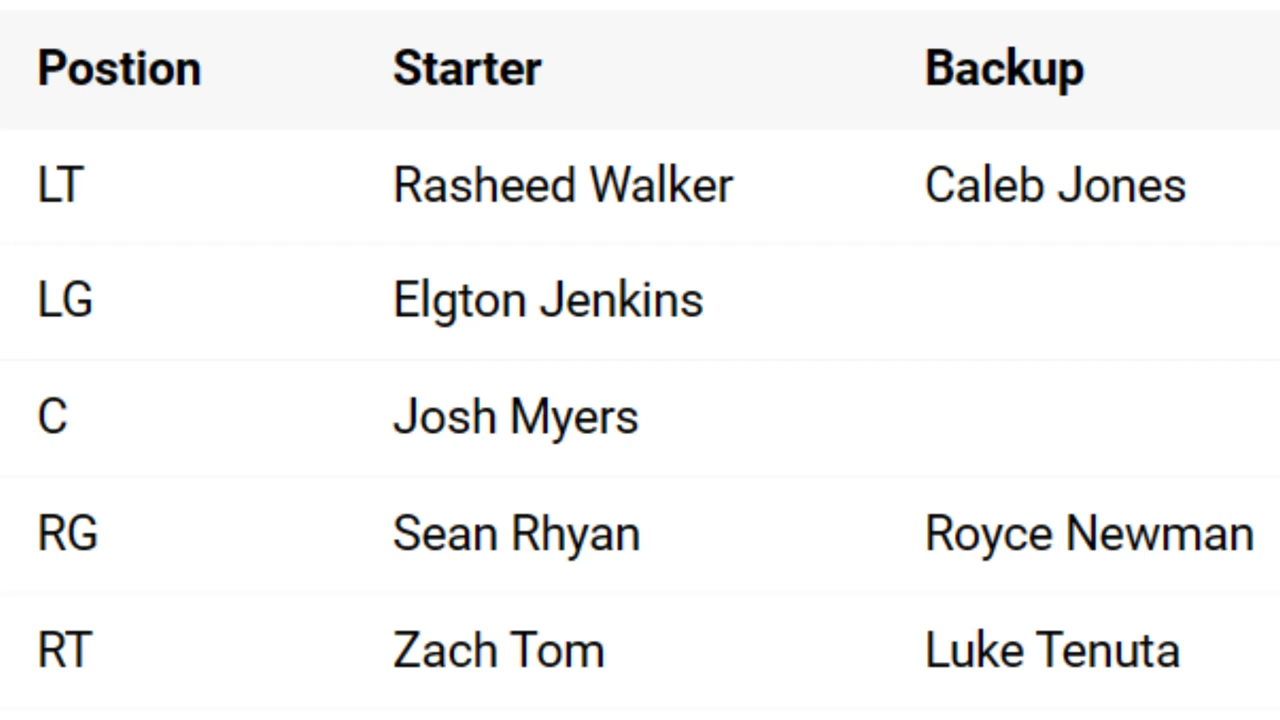 Postion Starter Backup
LT Rasheed Walker Caleb Jones
LG Elgton Jenkins
C Josh Myers
RG Sean Rhyan Royce Newman
RT Zach Tom Luke Tenuta